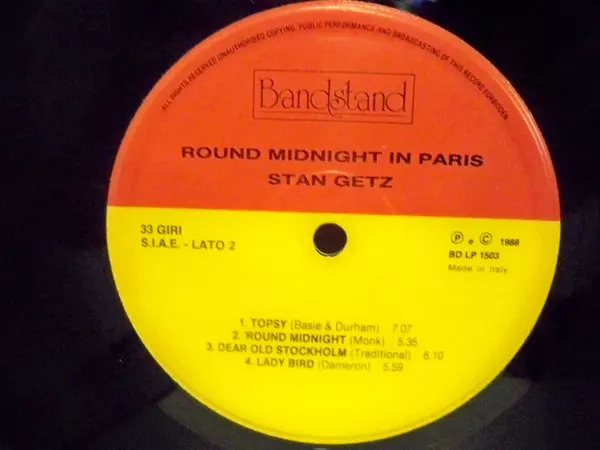 ALL RIGHTS RESERVED UNAUTHORISED COPYING, PUBLIC PERFORMANCE AND BROADCASTING OF THIS RECORD FORBIDDEN
Bandstand
ROUND MIDNIGHT IN PARIS
STAN GETZ
33 GIRI
S.I.A.E. - LATO 2
Ⓟ e © 1988
BD LP 1503
Made in Italy
1. TOPSY (Basie & Durham) 7.07
2. 'ROUND MIDNIGHT (Monk) 5.35
3. DEAR OLD STOCKHOLM (Traditional) 6.10
4. LADY BIRD (Dameron) 5.59